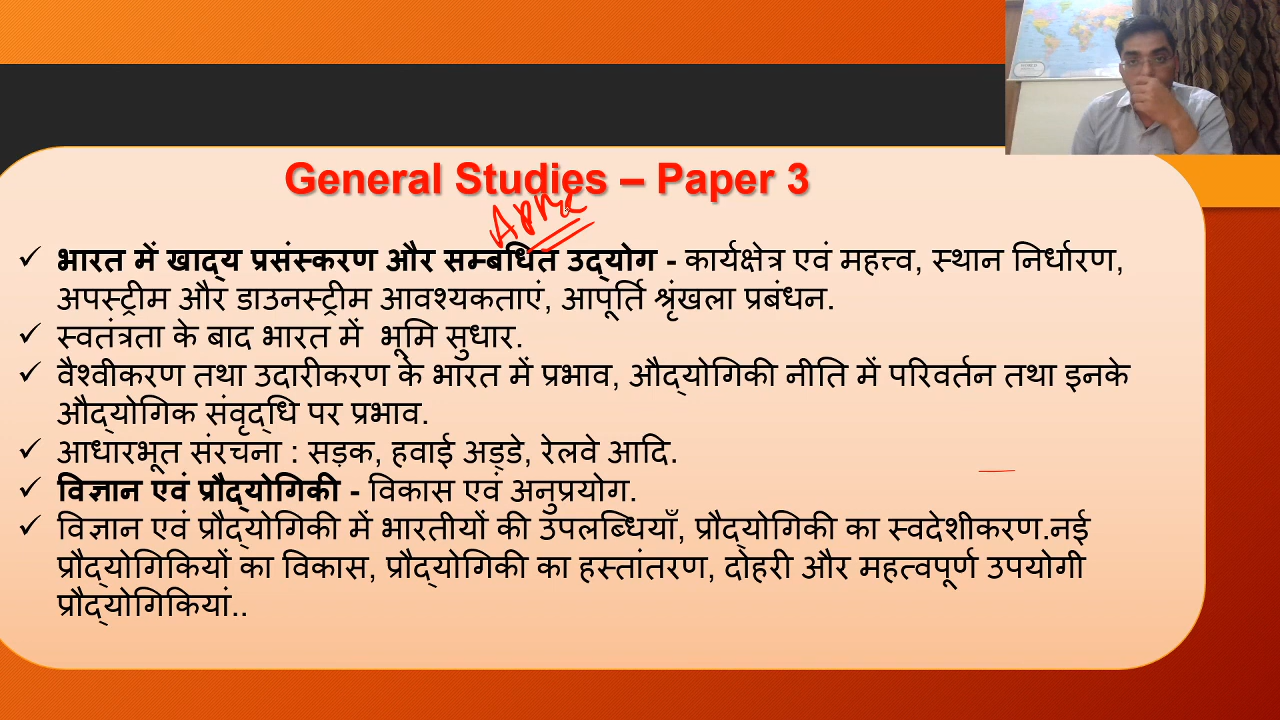 General Studies – Paper 3
APMC
✓ भारत में खाद्य प्रसंस्करण और सम्बधित उद्योग - कार्यक्षेत्र एवं महत्त्व, स्थान निर्धारण,
अपस्ट्रीम और डाउनस्ट्रीम आवश्यकताएं, आपूर्ति श्रृंखला प्रबंधन.
✓ स्वतंत्रता के बाद भारत में भूमि सुधार.
✓ वैश्वीकरण तथा उदारीकरण के भारत में प्रभाव, औद्योगिकी नीति में परिवर्तन तथा इनके
औद्योगिक संवृद्धि पर प्रभाव.
✓ आधारभूत संरचना : सड़क, हवाई अड्डे, रेलवे आदि.
✓ विज्ञान एवं प्रौद्योगिकी - विकास एवं अनुप्रयोग.
✓ विज्ञान एवं प्रौद्योगिकी में भारतीयों की उपलब्धियाँ, प्रौद्योगिकी का स्वदेशीकरण.नई
प्रौद्योगिकियों का विकास, प्रौद्योगिकी का हस्तांतरण, दोहरी और महत्वपूर्ण उपयोगी
प्रौद्योगिकियां..